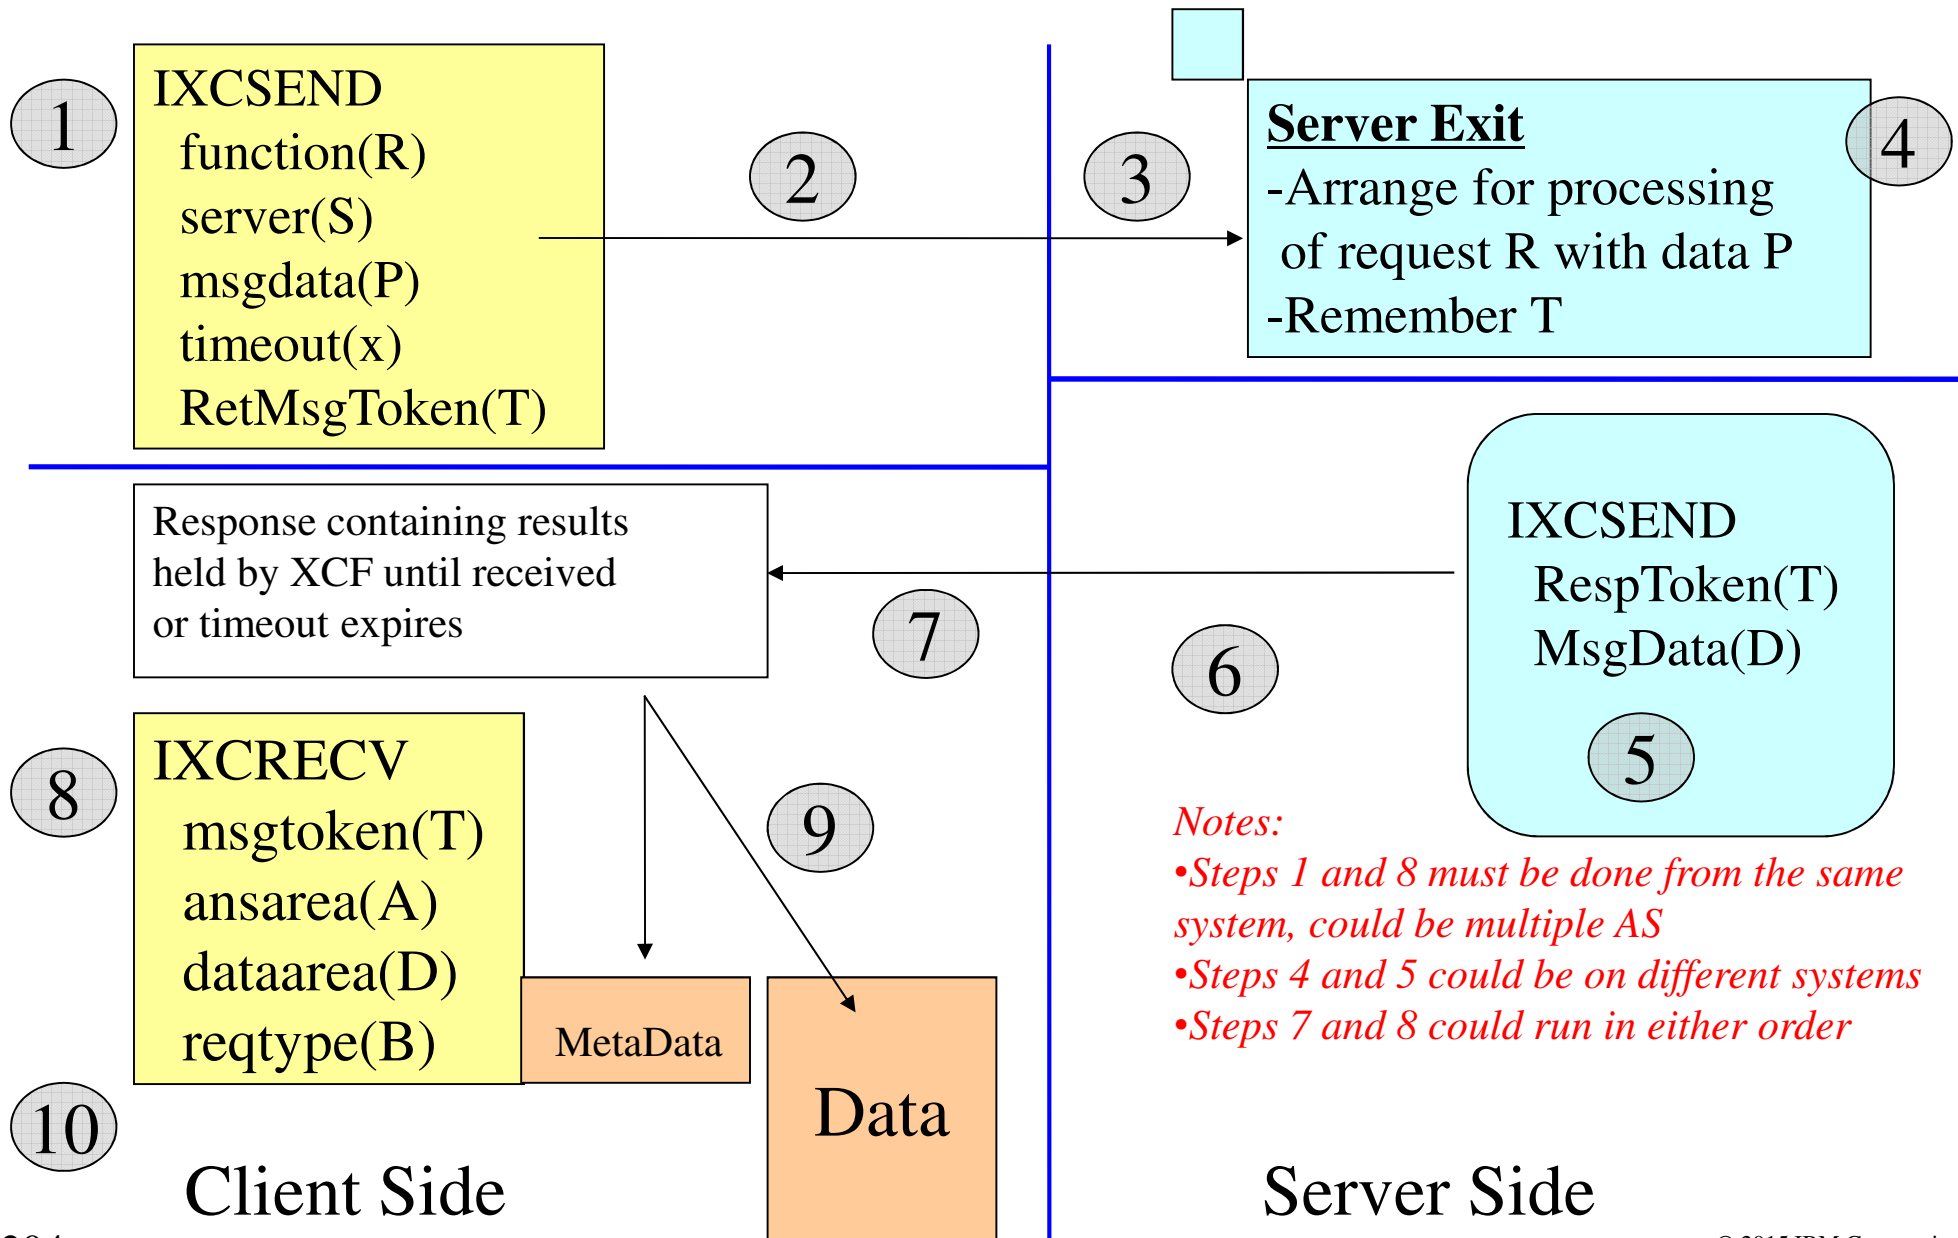 1
IXCSEND
function(R)
server(S)
msgdata(P)
timeout(x)
RetMsgToken(T)
2
3
Server Exit
-Arrange for processing
of request R with data P
-Remember T
4
Response containing results
held by XCF until received
or timeout expires
7
6
IXCSEND
RespToken(T)
MsgData(D)
5
8
IXCRECV
msgtoken(T)
ansarea(A)
dataarea(D)
reqtype(B)
9
MetaData
Data
10
Notes:
•Steps 1 and 8 must be done from the same
system, could be multiple AS
•Steps 4 and 5 could be on different systems
•Steps 7 and 8 could run in either order
Client Side
Server Side